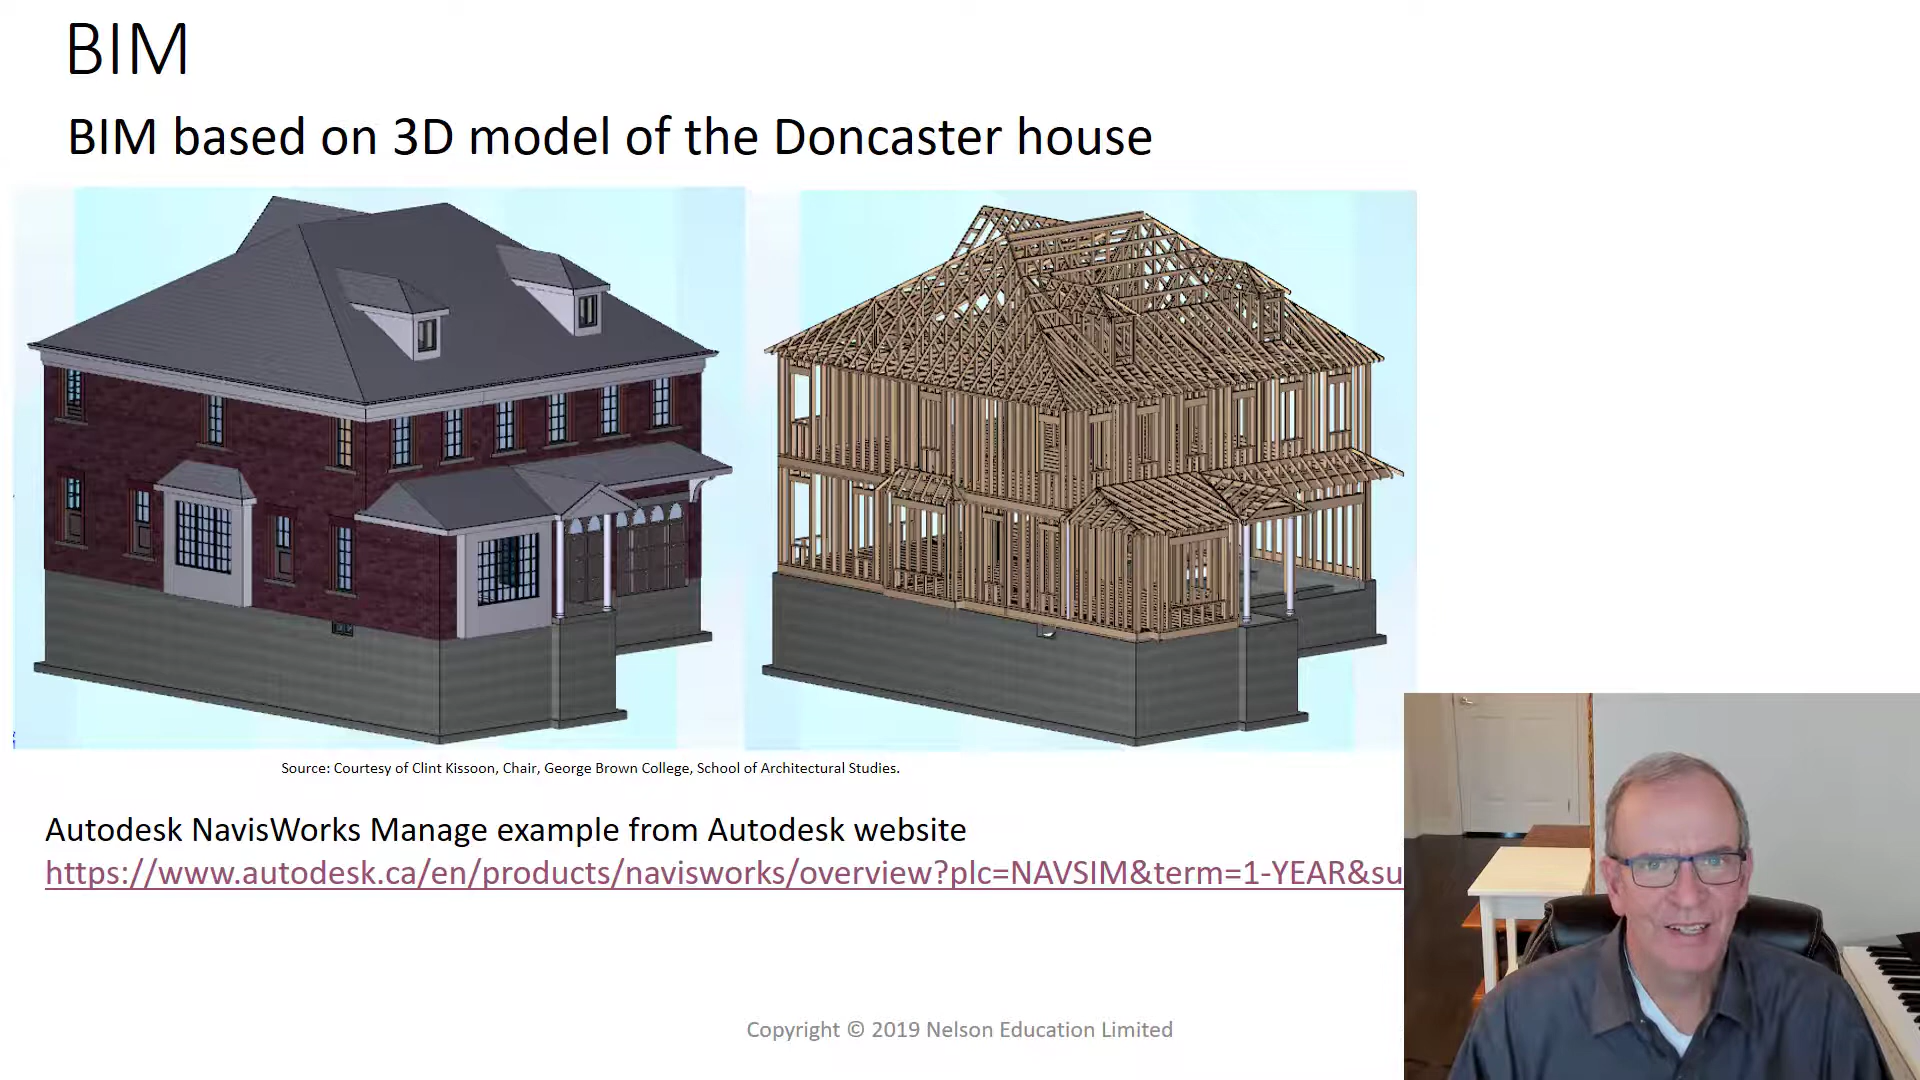 BIM
BIM based on 3D model of the Doncaster house
Source: Courtesy of Clint Kissoon, Chair, George Brown College, School of Architectural Studies.
Autodesk NavisWorks Manage example from Autodesk website
https://www.autodesk.ca/en/products/navisworks/overview?plc=NAVSIM&term=1-YEAR&su
Copyright © 2019 Nelson Education Limited